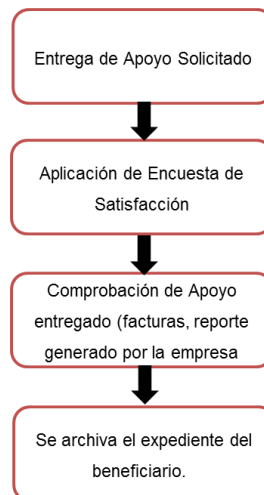 Entrega de Apoyo Solicitado
Aplicación de Encuesta de
Satisfacción
Comprobación de Apoyo
entregado (facturas, reporte
generado por la empresa
Se archiva el expediente del
beneficiario.